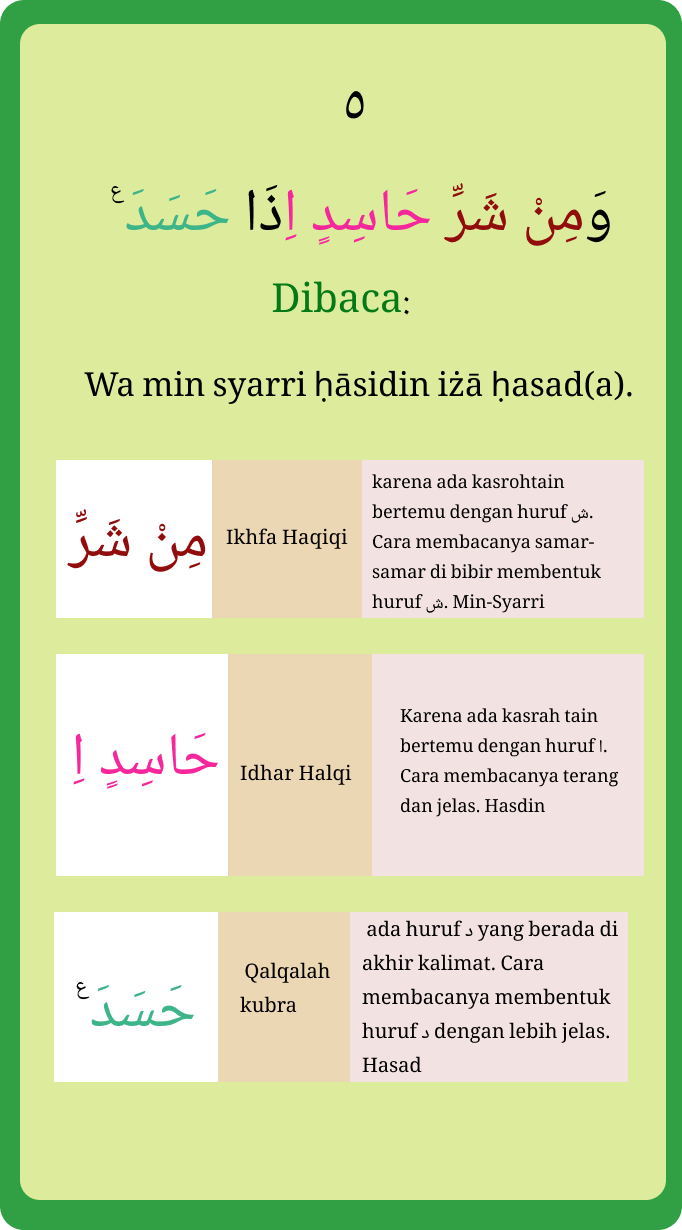 ٥
وَمِنْ شَرِّ حَاسِدٍ اِذَا حَسَدَ ࣖ
Dibaca:
Wa min syarri ḥāsidin iżā ḥasad(a).
مِنْ شَرِّ
Ikhfa Haqiqi
karena ada kasrohtain
bertemu dengan huruf ش.
Cara membacanya samar-
samar di bibir membentuk
huruf ش. Min-Syarri
حَاسِدٍ اِ
Idhar Halqi
Karena ada kasrah tain
bertemu dengan huruf ا.
Cara membacanya terang
dan jelas. Hasdin
حَسَدَ ࣖ
Qalqalah
kubra
ada huruf د yang berada di
akhir kalimat. Cara
membacanya membentuk
huruf د dengan lebih jelas.
Hasad